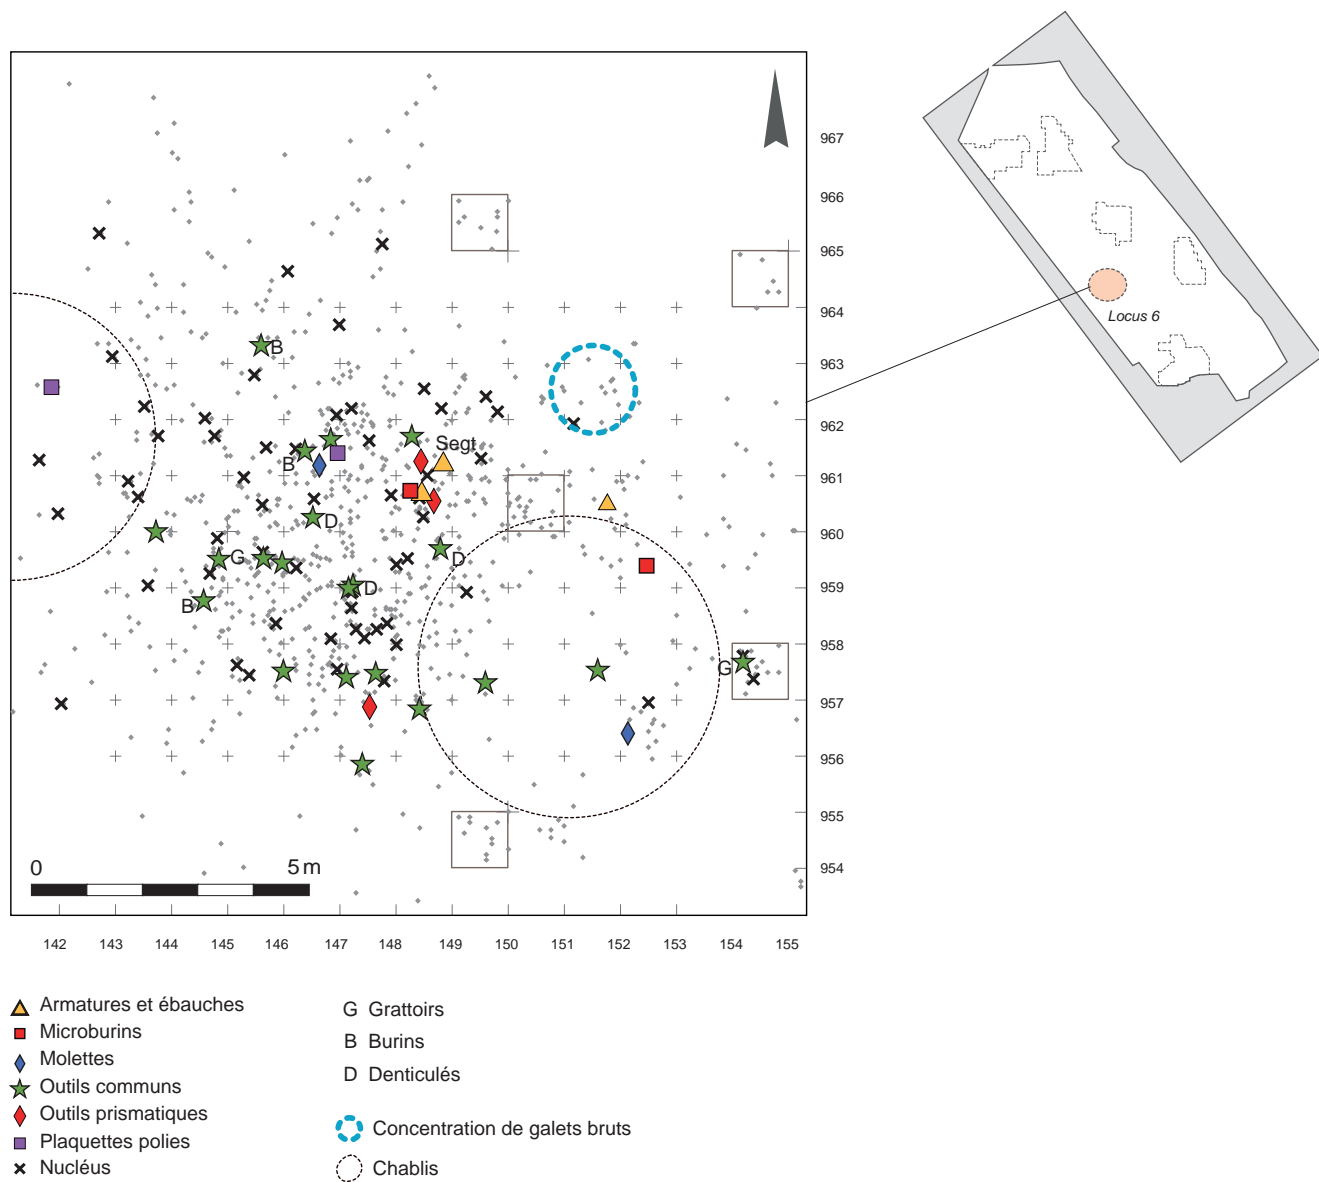 967
966
965
964
963
962
961
960
959
958
957
956
955
954
Locus 6
B
Segt
B
D
G
D
D
B
G
0 5 m
142 143 144 145 146 147 148 149 150 151 152 153 154 155
Armatures et ébauches
Microburins
Molettes
Outils communs
Outils prismatiques
Plaquettes polies
Nucléus
G Grattoirs
B Burins
D Denticulés
Concentration de galets bruts
Chablis